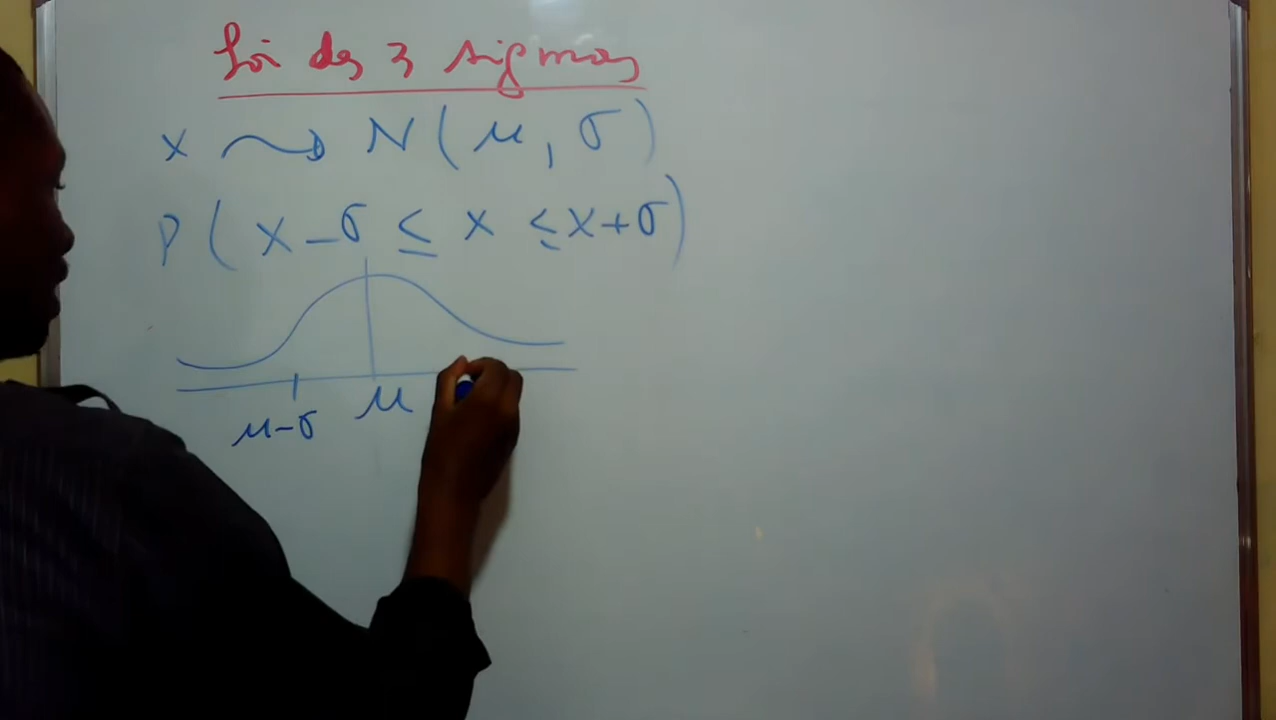 Loi des 3 sigmas
X ⤳ N(μ, σ)
P(X-σ ≤ X ≤ X+σ)
μ-σ μ